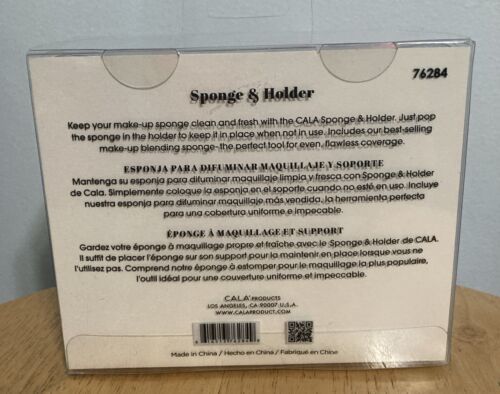 76284
Sponge & Holder
Keep your make-up sponge clean and fresh with the CALA Sponge & Holder. Just pop
the sponge in the holder to keep it in place when not in use. Includes our best-selling
make-up blending sponge- the perfect tool for even, flawless coverage.
ESPONJA PARA DIFUMINAR MAQUILLAJE Y SOPORTE
Mantenga su esponja para difuminar maquillaje limpia y fresca con Sponge & Holder
de Cala. Simplemente coloque la esponja en el soporte cuando no esté en uso. Incluye
nuestra esponja para difuminar maquillaje más vendida, la herramienta perfecta
para una cobertura uniforme e impecable.
ÉPONGE À MAQUILLAGE ET SUPPORT
Gardez votre éponge à maquillage propre et fraîche avec le Sponge & Holder de CALA.
Il suffit de placer l'éponge sur son support pour la maintenir en place lorsque vous ne
l'utilisez pas. Comprend notre éponge à estomper pour le maquillage la plus populaire,
l'outil idéal pour une couverture uniforme et impeccable.
CALA® PRODUCTS
LOS ANGELES, CA 90007 U.S.A.
WWW.CALAPRODUCT.COM
Made in China / Hecho en China / Fabriqué en Chine